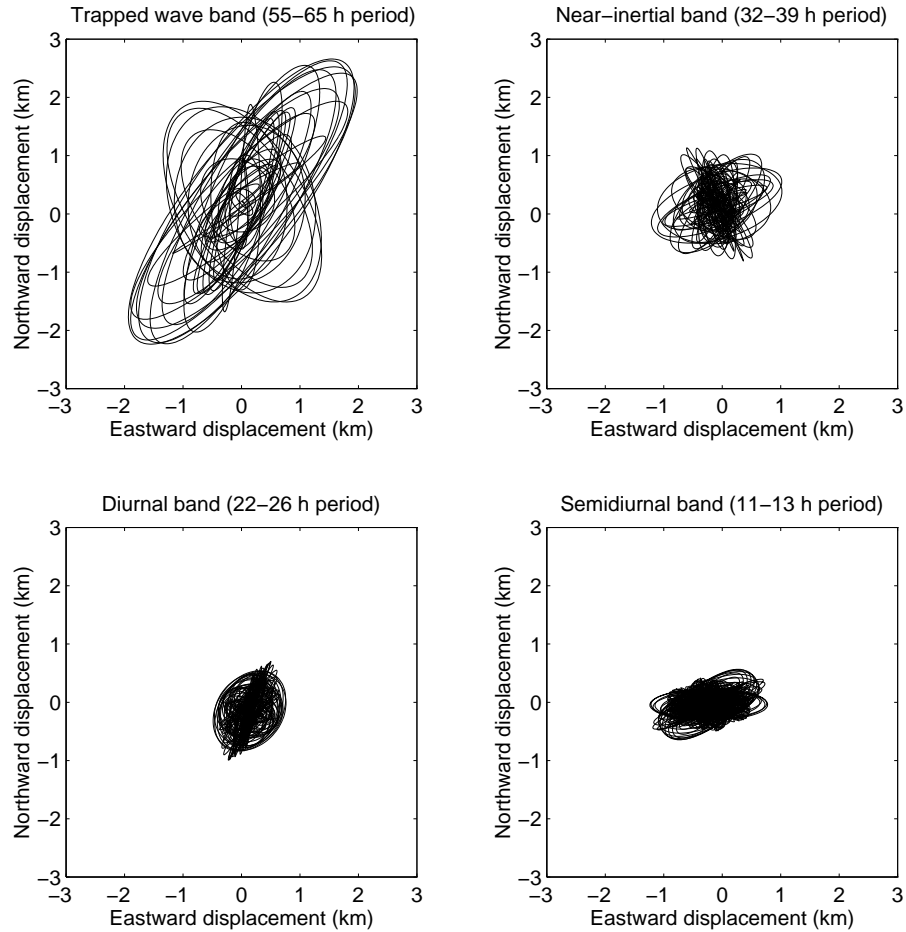 Trapped wave band (55−65 h period)
3
2
1
0
−1
−2
−3
Northward displacement (km)
−3 −2 −1 0 1 2 3
Eastward displacement (km)
Near−inertial band (32−39 h period)
3
2
1
0
−1
−2
−3
Northward displacement (km)
−3 −2 −1 0 1 2 3
Eastward displacement (km)
Diurnal band (22−26 h period)
3
2
1
0
−1
−2
−3
Northward displacement (km)
−3 −2 −1 0 1 2 3
Eastward displacement (km)
Semidiurnal band (11−13 h period)
3
2
1
0
−1
−2
−3
Northward displacement (km)
−3 −2 −1 0 1 2 3
Eastward displacement (km)